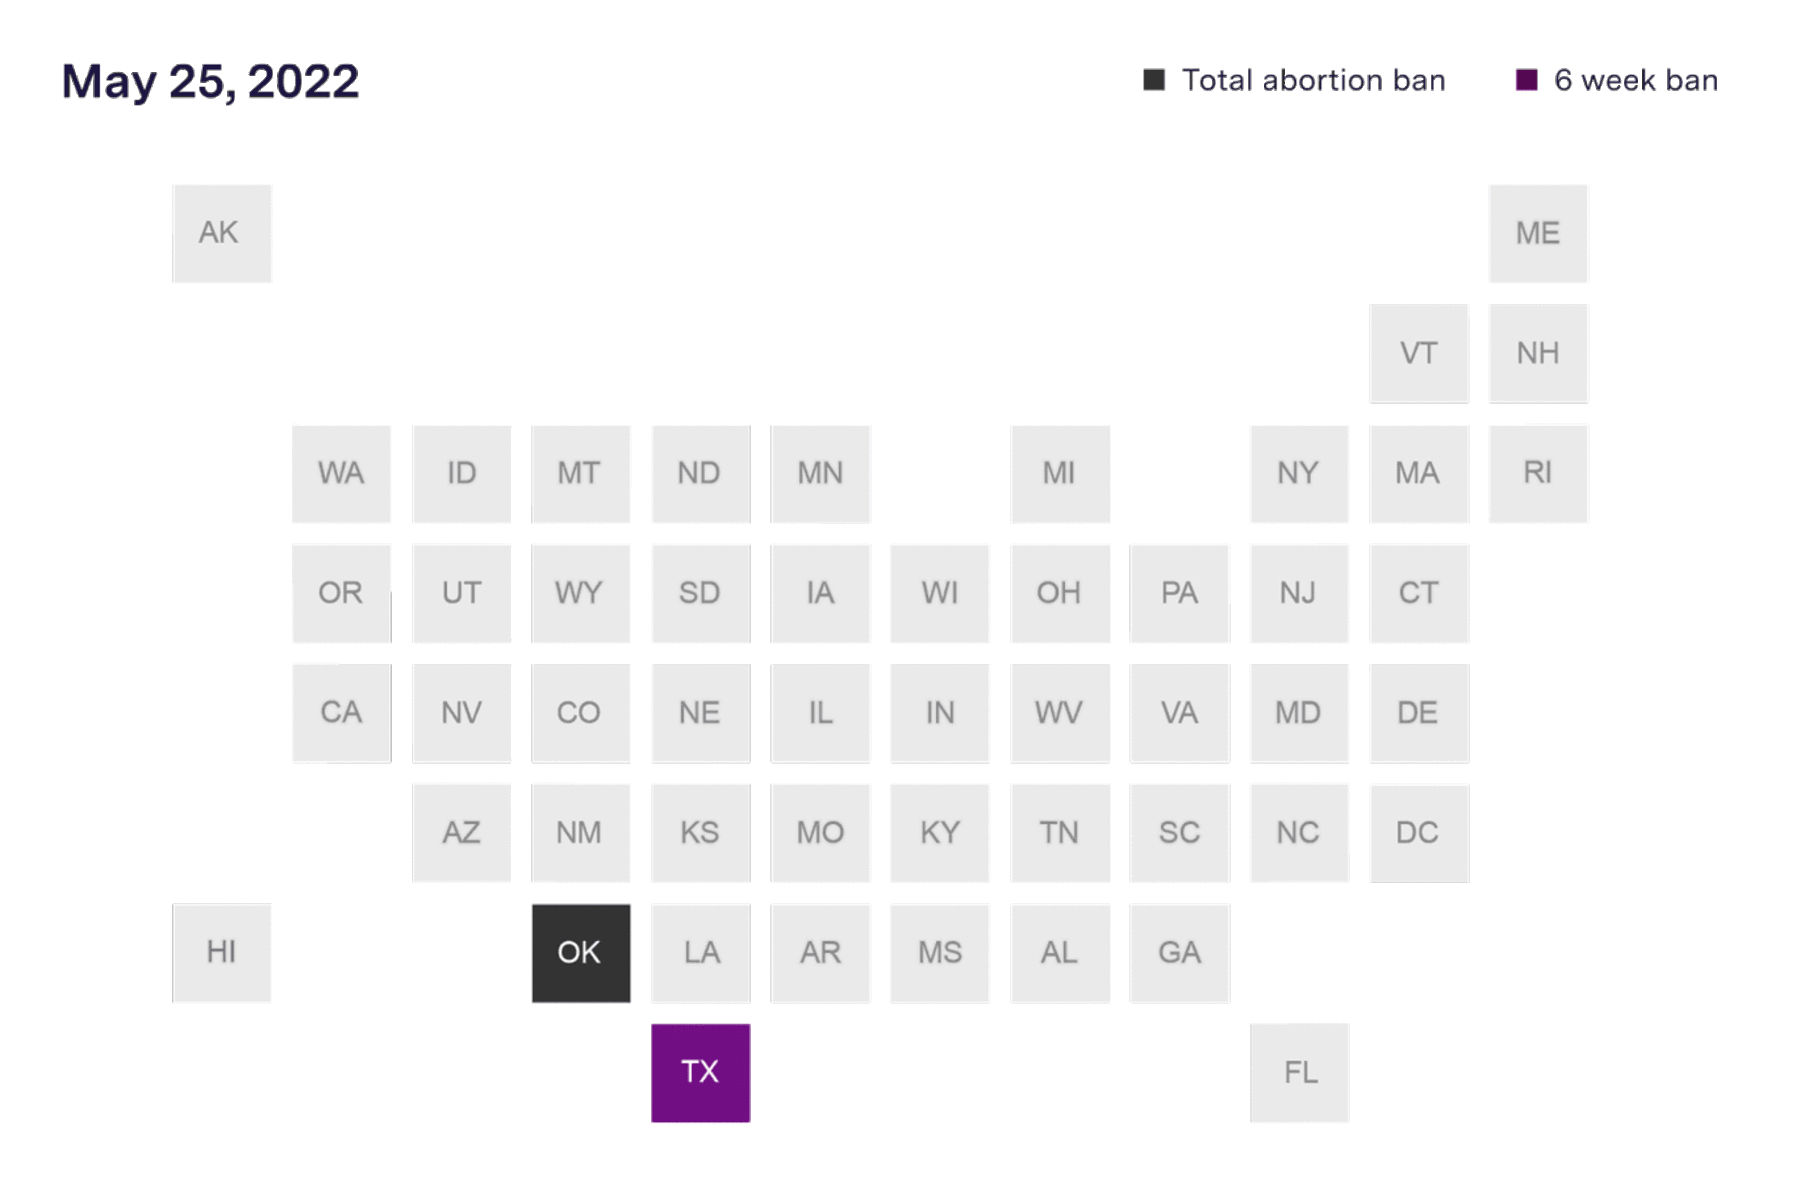 May 25, 2022
Total abortion ban 6 week ban
AK ME
VT NH
WA ID MT ND MN MI NY MA RI
OR UT WY SD IA WI OH PA NJ CT
CA NV CO NE IL IN WV VA MD DE
AZ NM KS MO KY TN SC NC DC
HI OK LA AR MS AL GA
TX FL